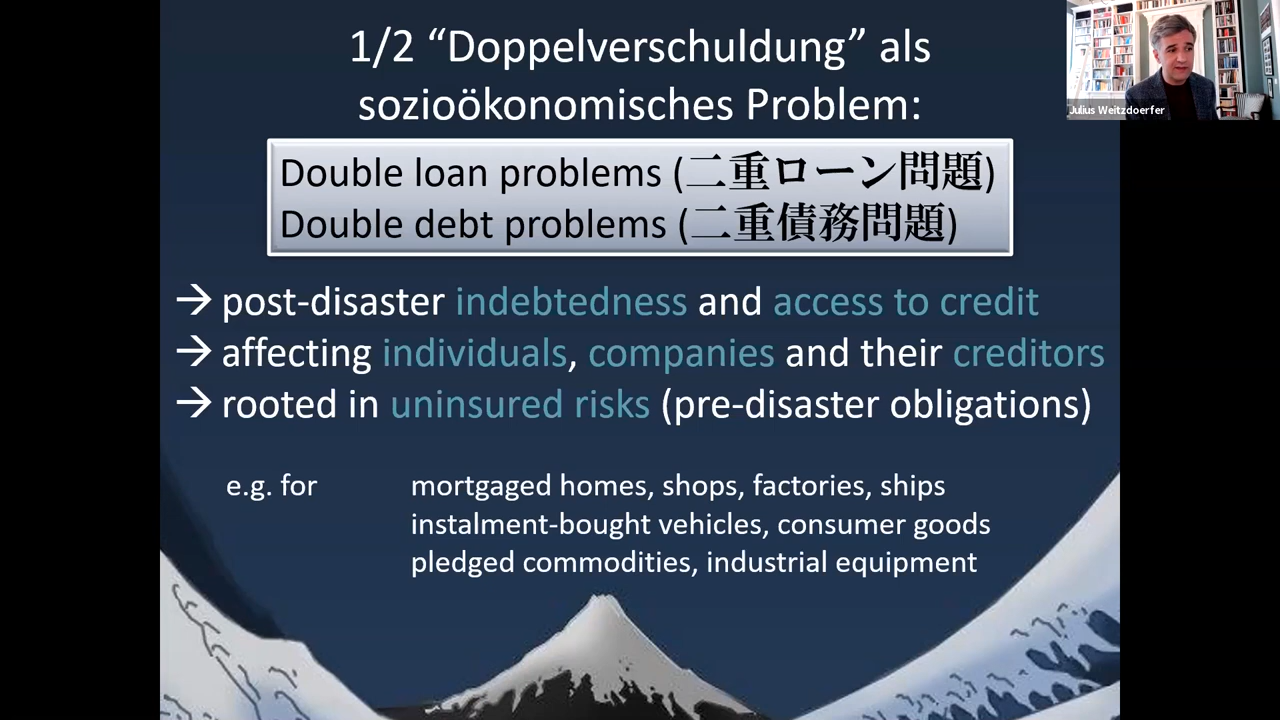 1/2 “Doppelverschuldung” als
sozioökonomisches Problem:
Double loan problems (二重ローン問題)
Double debt problems (二重債務問題)
→ post-disaster indebtedness and access to credit
→ affecting individuals, companies and their creditors
→ rooted in uninsured risks (pre-disaster obligations)
e.g. for mortgaged homes, shops, factories, ships
instalment-bought vehicles, consumer goods
pledged commodities, industrial equipment
Julius Weitzdoerfer